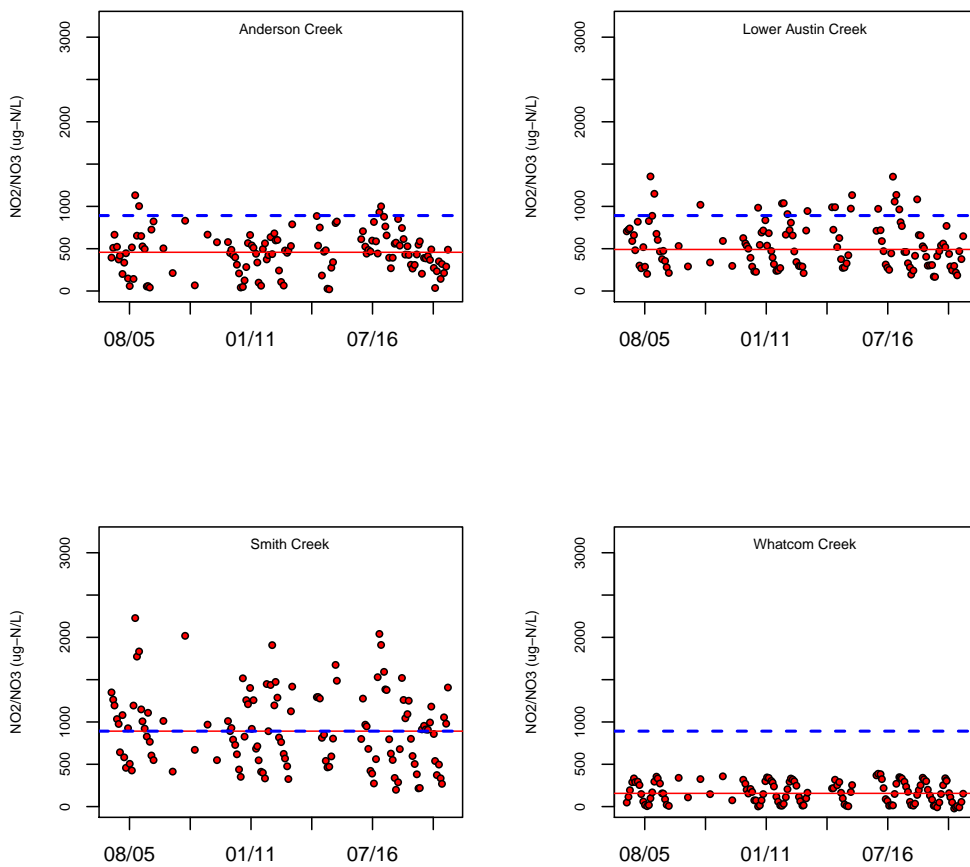 Anderson Creek
NO2/NO3 (ug−N/L)
3000
2000
1000
500
0
08/05 01/11 07/16
Lower Austin Creek
NO2/NO3 (ug−N/L)
3000
2000
1000
500
0
08/05 01/11 07/16
Smith Creek
NO2/NO3 (ug−N/L)
3000
2000
1000
500
0
08/05 01/11 07/16
Whatcom Creek
NO2/NO3 (ug−N/L)
3000
2000
1000
500
0
08/05 01/11 07/16